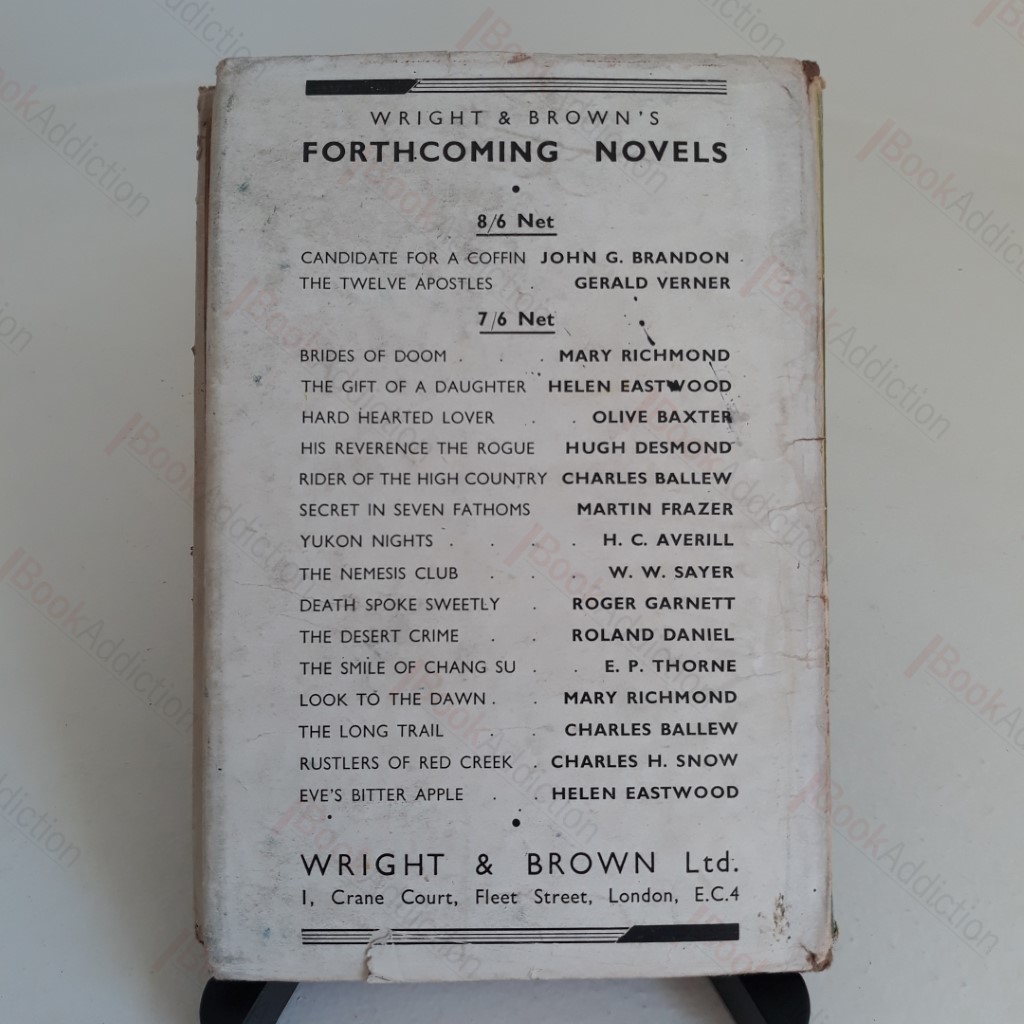 WRIGHT & BROWN'S
FORTHCOMING NOVELS
8/6 Net
CANDIDATE FOR A COFFIN JOHN G. BRANDON
THE TWELVE APOSTLES . GERALD VERNER
7/6 Net
BRIDES OF DOOM . . . MARY RICHMOND
THE GIFT OF A DAUGHTER HELEN EASTWOOD
HARD HEARTED LOVER . . OLIVE BAXTER
HIS REVERENCE THE ROGUE HUGH DESMOND
RIDER OF THE HIGH COUNTRY CHARLES BALLEW
SECRET IN SEVEN FATHOMS MARTIN FRAZER
YUKON NIGHTS . . . . H. C. AVERILL
THE NEMESIS CLUB . . . W. W. SAYER
DEATH SPOKE SWEETLY . ROGER GARNETT
THE DESERT CRIME . . ROLAND DANIEL
THE SMILE OF CHANG SU . . E. P. THORNE
LOOK TO THE DAWN . . MARY RICHMOND
THE LONG TRAIL . . CHARLES BALLEW
RUSTLERS OF RED CREEK . CHARLES H. SNOW
EVE'S BITTER APPLE . . HELEN EASTWOOD
WRIGHT & BROWN Ltd.
1, Crane Court, Fleet Street, London, E.C.4
BookAddiction